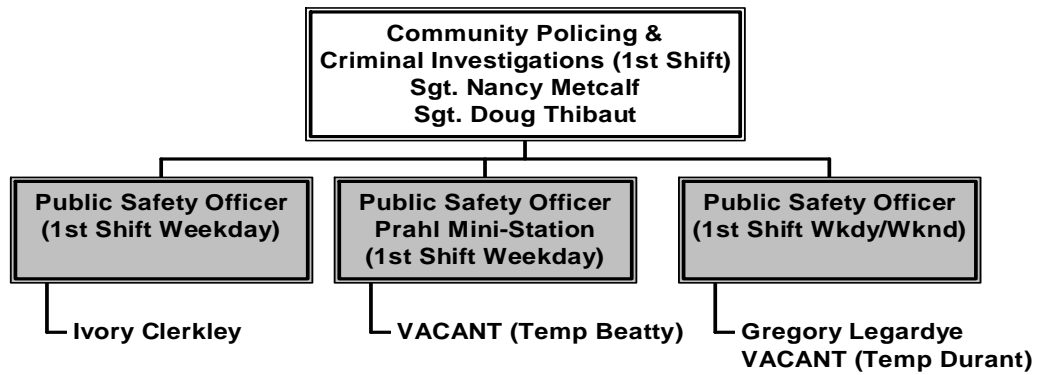 Community Policing &
Criminal Investigations (1st Shift)
Sgt. Nancy Metcalf
Sgt. Doug Thibaut
Public Safety Officer
(1st Shift Weekday)
Public Safety Officer
Prahl Mini-Station
(1st Shift Weekday)
Public Safety Officer
(1st Shift Wkdy/Wknd)
Ivory Clerkley
VACANT (Temp Beatty)
Gregory Legardye
VACANT (Temp Durant)